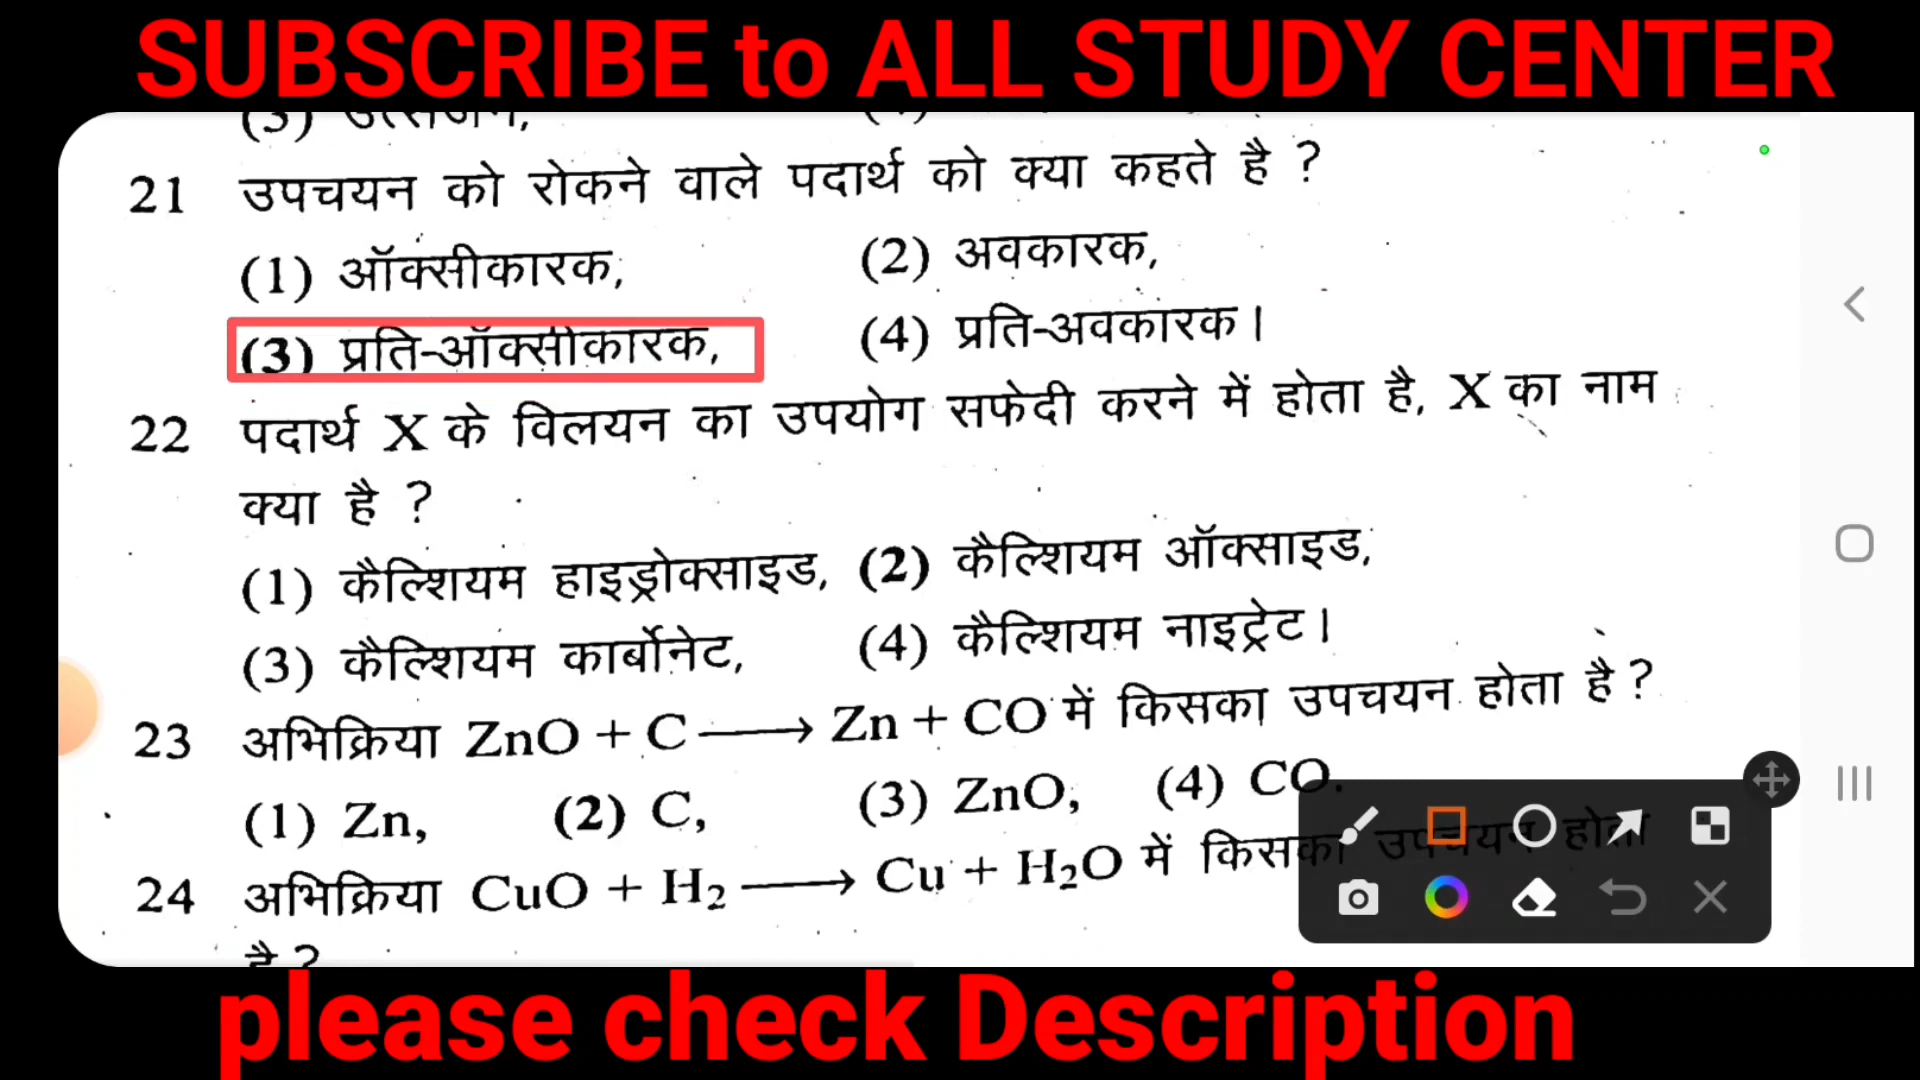 SUBSCRIBE to ALL STUDY CENTER
21 उपचयन को रोकने वाले पदार्थ को क्या कहते है ?
(1) ऑक्सीकारक, (2) अवकारक,
(3) प्रति-ऑक्सीकारक, (4) प्रति-अवकारक।
22 पदार्थ X के विलयन का उपयोग सफेदी करने में होता है, X का नाम
क्या है ?
(1) कैल्शियम हाइड्रोक्साइड, (2) कैल्शियम ऑक्साइड,
(3) कैल्शियम कार्बोनेट, (4) कैल्शियम नाइट्रेट।
23 अभिक्रिया ZnO + C ⟶ Zn + CO में किसका उपचयन होता है ?
(1) Zn, (2) C, (3) ZnO, (4) CO.
24 अभिक्रिया CuO + H₂ ⟶ Cu + H₂O में किसका उपचयन होता
है ?
please check Description